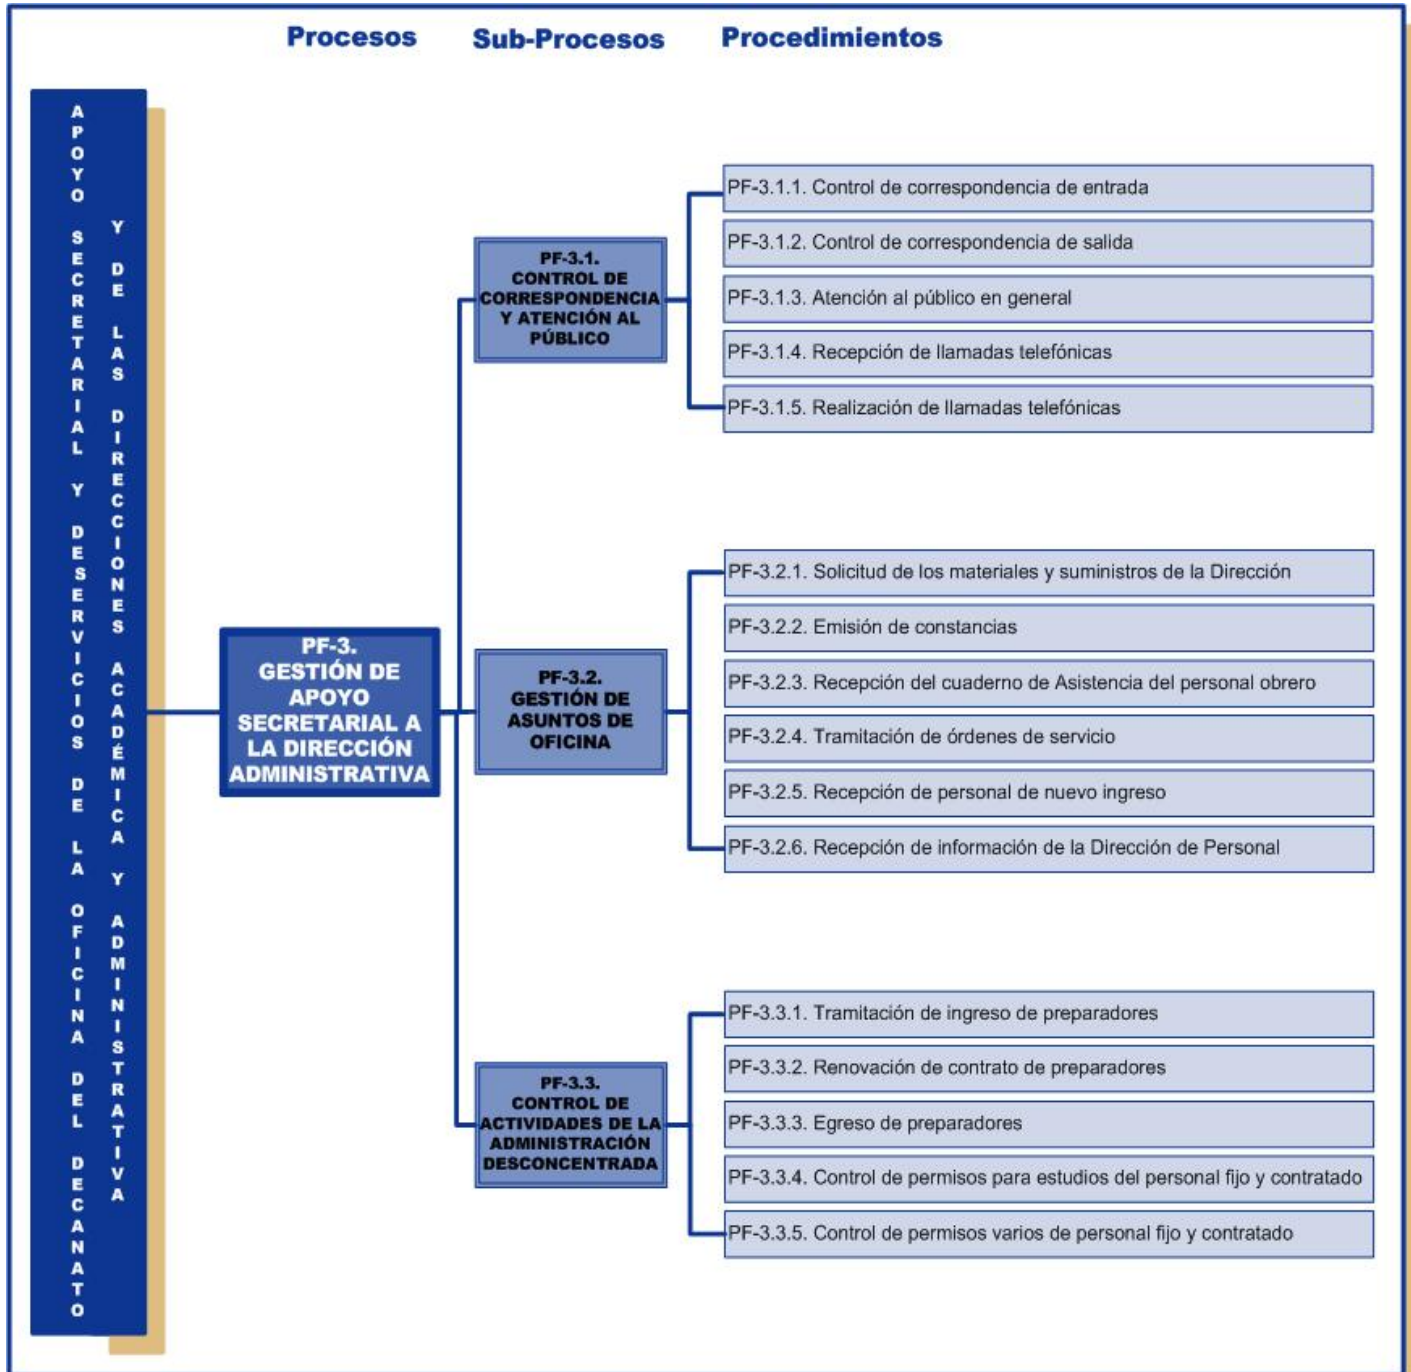 Procesos
Sub-Procesos
Procedimientos
APOYO SECRETARIAL Y DESERVICIOS DE LA OFICINA DEL DECANATO
Y DE LAS DIRECCIONES ACADÉMICA Y ADMINISTRATIVA
PF-3.
GESTIÓN DE
APOYO
SECRETARIAL A
LA DIRECCIÓN
ADMINISTRATIVA
PF-3.1.
CONTROL DE
CORRESPONDENCIA
Y ATENCIÓN AL
PÚBLICO
PF-3.1.1. Control de correspondencia de entrada
PF-3.1.2. Control de correspondencia de salida
PF-3.1.3. Atención al público en general
PF-3.1.4. Recepción de llamadas telefónicas
PF-3.1.5. Realización de llamadas telefónicas
PF-3.2.
GESTIÓN DE
ASUNTOS DE
OFICINA
PF-3.2.1. Solicitud de los materiales y suministros de la Dirección
PF-3.2.2. Emisión de constancias
PF-3.2.3. Recepción del cuaderno de Asistencia del personal obrero
PF-3.2.4. Tramitación de órdenes de servicio
PF-3.2.5. Recepción de personal de nuevo ingreso
PF-3.2.6. Recepción de información de la Dirección de Personal
PF-3.3.
CONTROL DE
ACTIVIDADES DE LA
ADMINISTRACIÓN
DESCONCENTRADA
PF-3.3.1. Tramitación de ingreso de preparadores
PF-3.3.2. Renovación de contrato de preparadores
PF-3.3.3. Egreso de preparadores
PF-3.3.4. Control de permisos para estudios del personal fijo y contratado
PF-3.3.5. Control de permisos varios de personal fijo y contratado